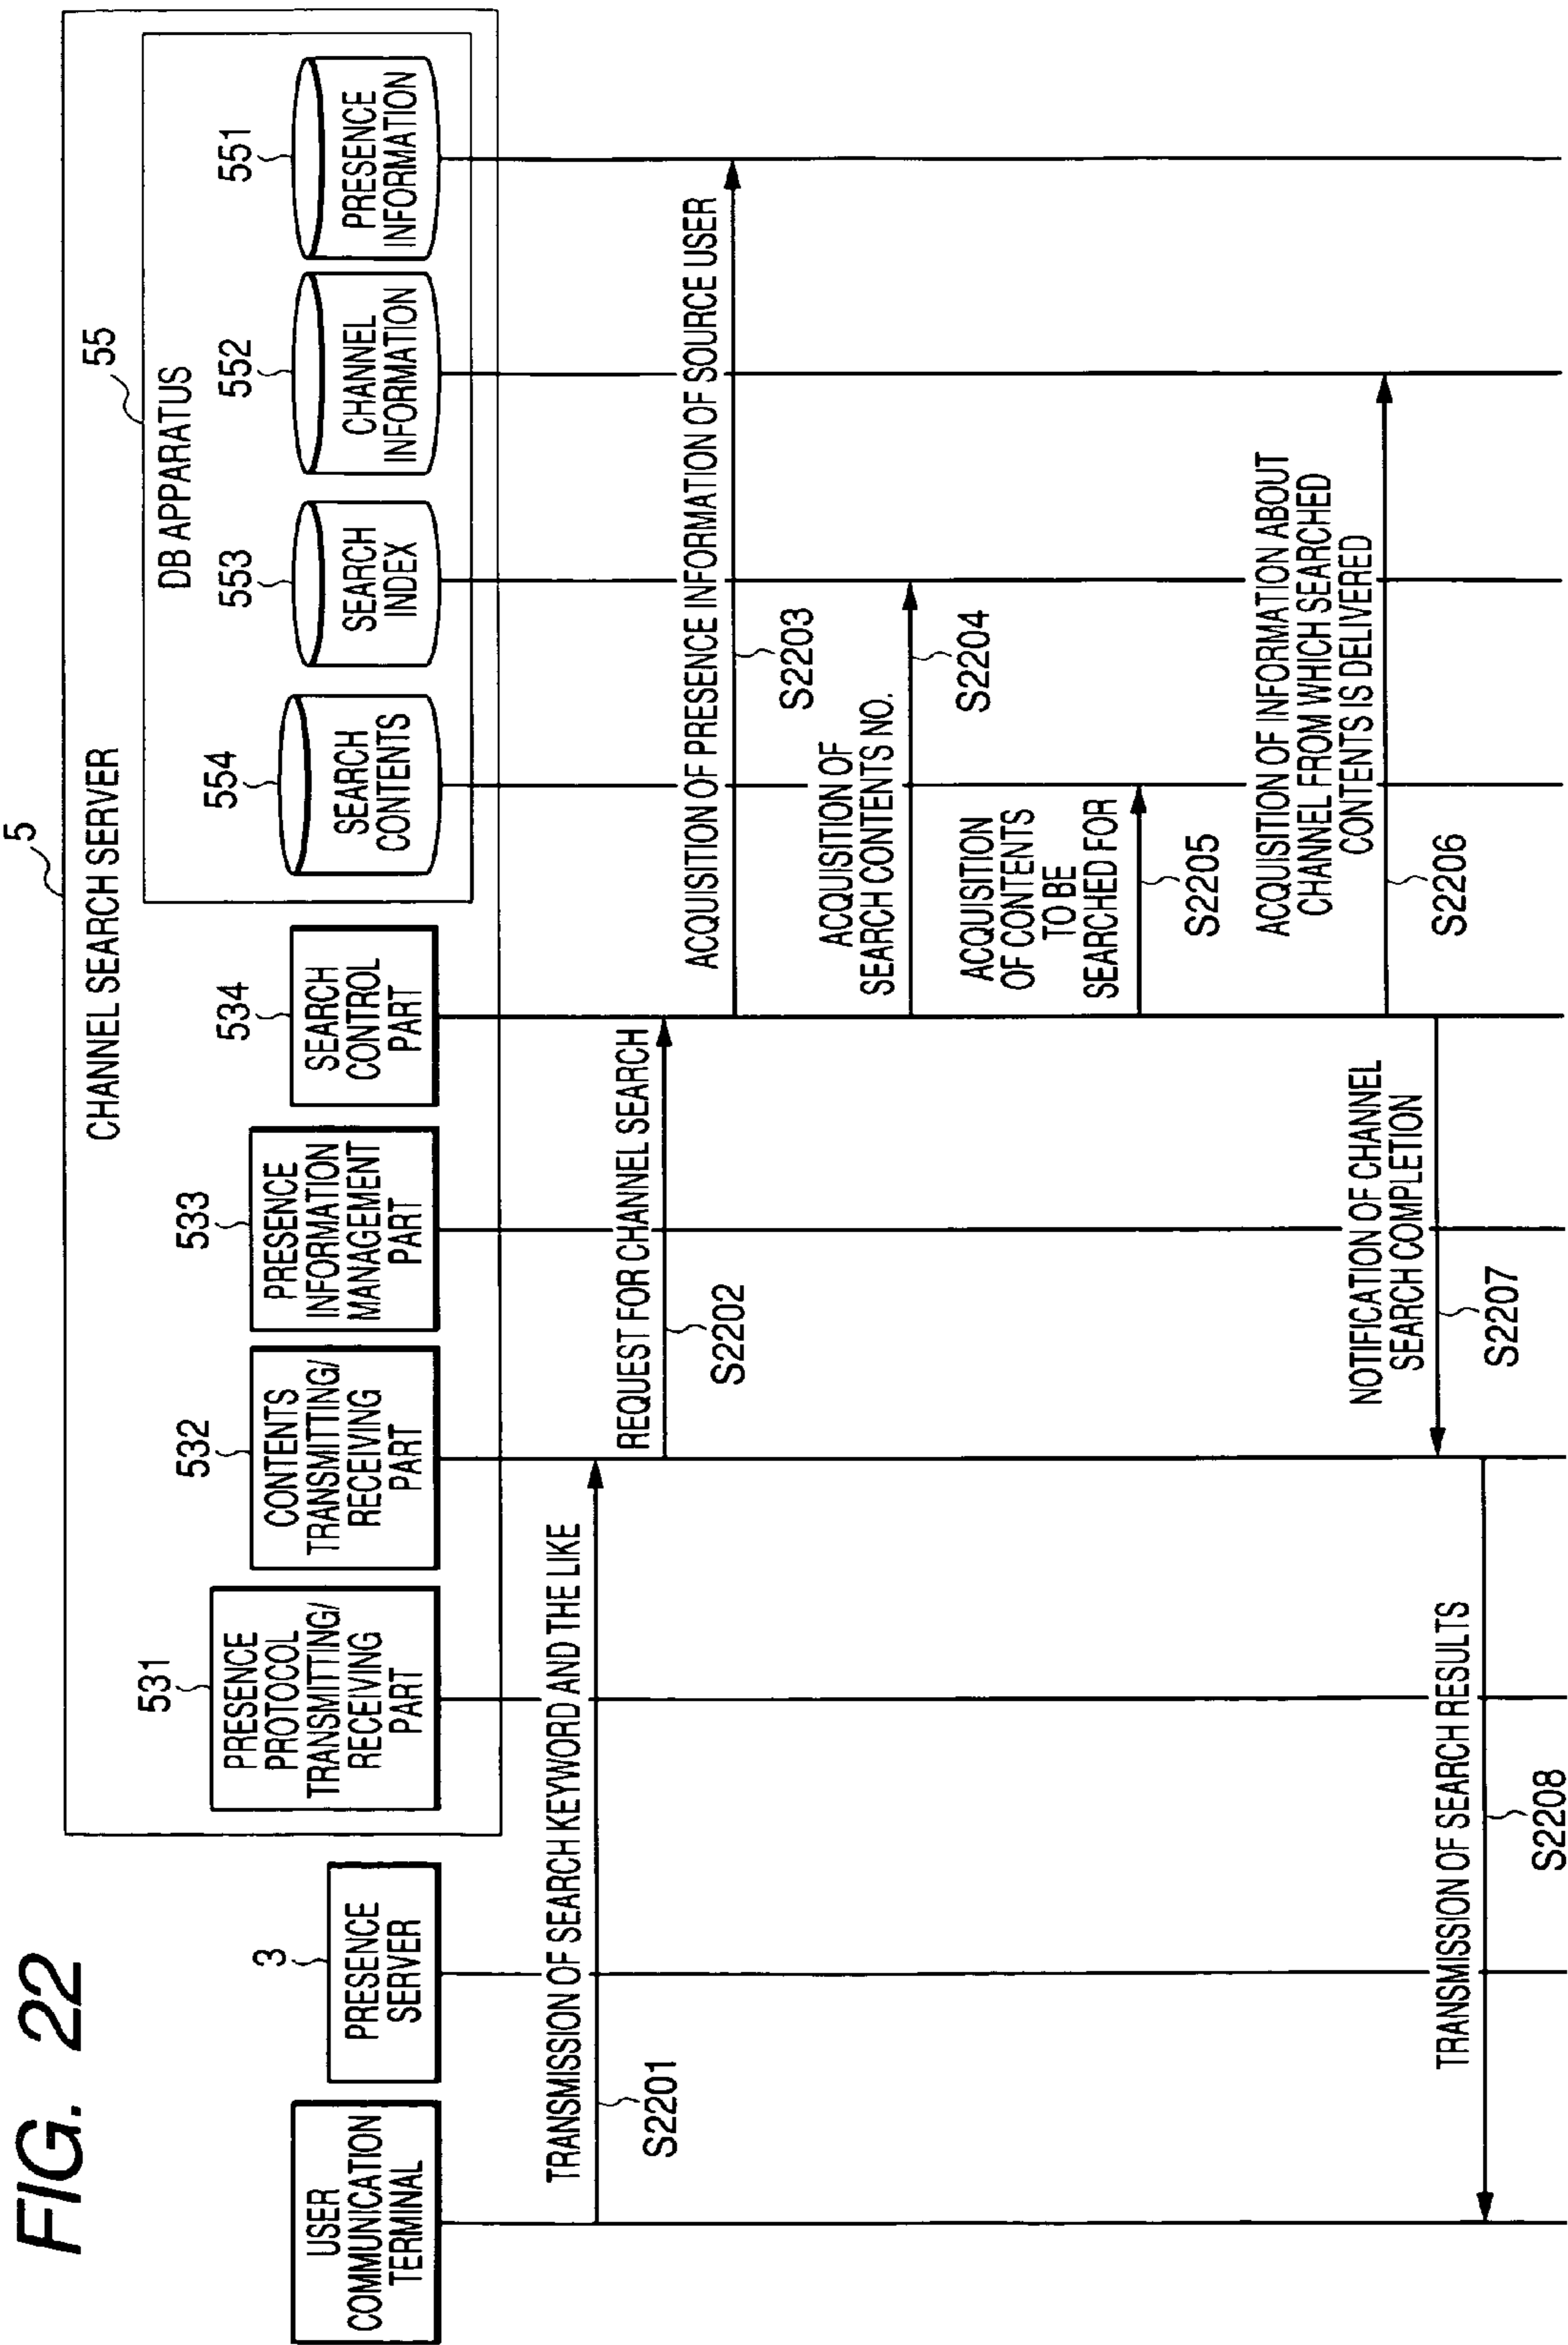 FIG. 22
5
CHANNEL SEARCH SERVER
55
DB APPARATUS
USER
COMMUNICATION
TERMINAL
3
PRESENCE
SERVER
531
PRESENCE
PROTOCOL
TRANSMITTING/
RECEIVING
PART
532
CONTENTS
TRANSMITTING/
RECEIVING
PART
533
PRESENCE
INFORMATION
MANAGEMENT
PART
534
SEARCH
CONTROL
PART
554
SEARCH
CONTENTS
553
SEARCH
INDEX
552
CHANNEL
INFORMATION
551
PRESENCE
INFORMATION
TRANSMISSION OF SEARCH KEYWORD AND THE LIKE
S2201
REQUEST FOR CHANNEL SEARCH
S2202
ACQUISITION OF PRESENCE INFORMATION OF SOURCE USER
S2203
ACQUISITION OF
SEARCH CONTENTS NO.
S2204
ACQUISITION
OF CONTENTS
TO BE
SEARCHED FOR
S2205
ACQUISITION OF INFORMATION ABOUT
CHANNEL FROM WHICH SEARCHED
CONTENTS IS DELIVERED
S2206
NOTIFICATION OF CHANNEL
SEARCH COMPLETION
S2207
TRANSMISSION OF SEARCH RESULTS
S2208